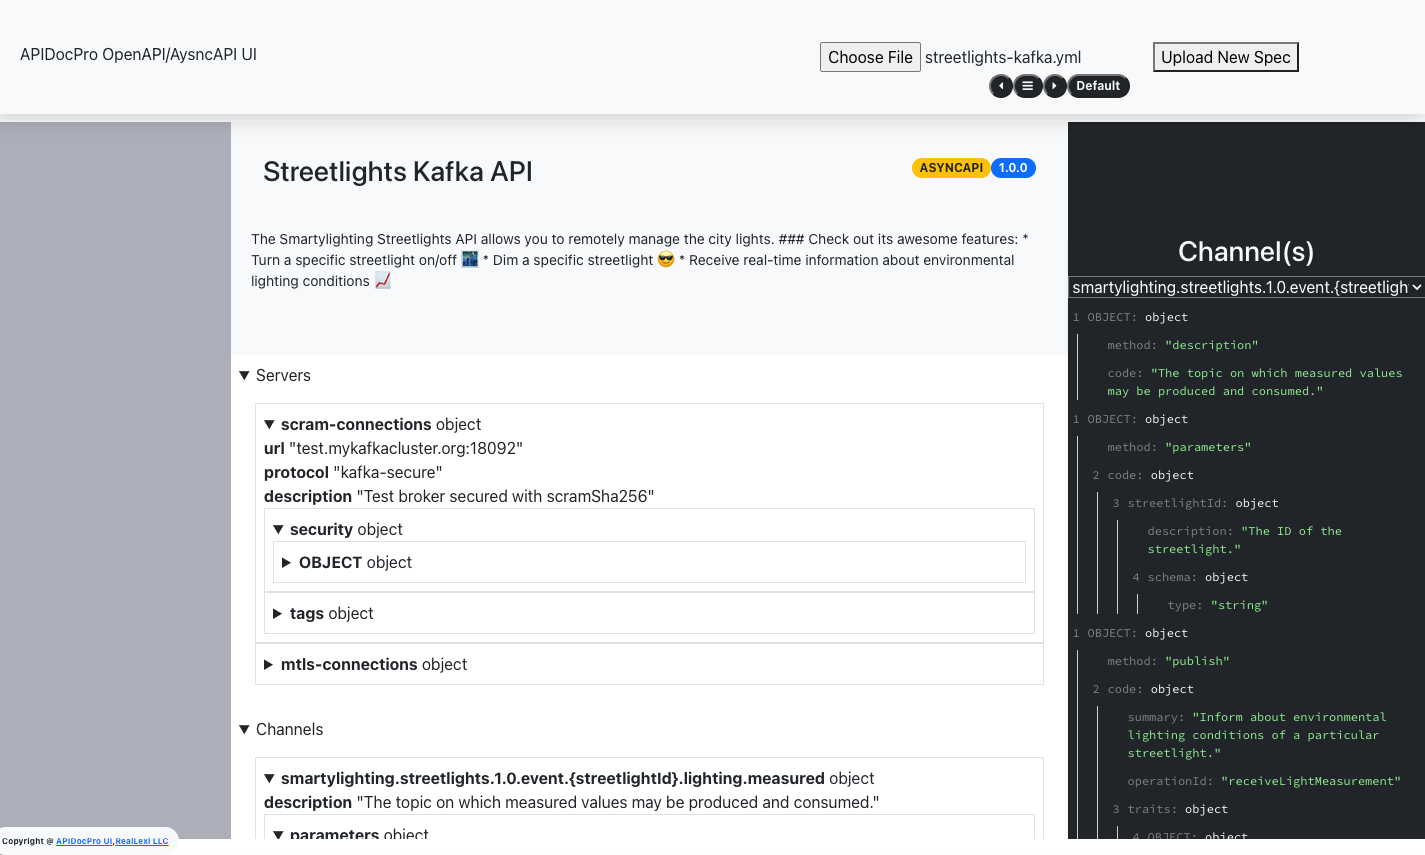 APIDocPro OpenAPI/AysncAPI UI
Choose File streetlights-kafka.yml
Upload New Spec
Default
Streetlights Kafka API
ASYNCAPI 1.0.0
The Smartylighting Streetlights API allows you to remotely manage the city lights. ### Check out its awesome features: *
Turn a specific streetlight on/off 🌃 * Dim a specific streetlight 😎 * Receive real-time information about environmental
lighting conditions 📈
▼ Servers
▼ scram-connections object
url "test.mykafkacluster.org:18092"
protocol "kafka-secure"
description "Test broker secured with scramSha256"
▼ security object
▶ OBJECT object
▶ tags object
▶ mtls-connections object
▼ Channels
▼ smartylighting.streetlights.1.0.event.{streetlightId}.lighting.measured object
description "The topic on which measured values may be produced and consumed."
▼ parameters object
Channel(s)
smartylighting.streetlights.1.0.event.{streetligh
1 OBJECT: object
method: "description"
code: "The topic on which measured values
may be produced and consumed."
1 OBJECT: object
method: "parameters"
2 code: object
3 streetlightId: object
description: "The ID of the
streetlight."
4 schema: object
type: "string"
1 OBJECT: object
method: "publish"
2 code: object
summary: "Inform about environmental
lighting conditions of a particular
streetlight."
operationId: "receiveLightMeasurement"
3 traits: object
4 OBJECT: object
Copyright @ APIDocPro UI,RealLexi LLC